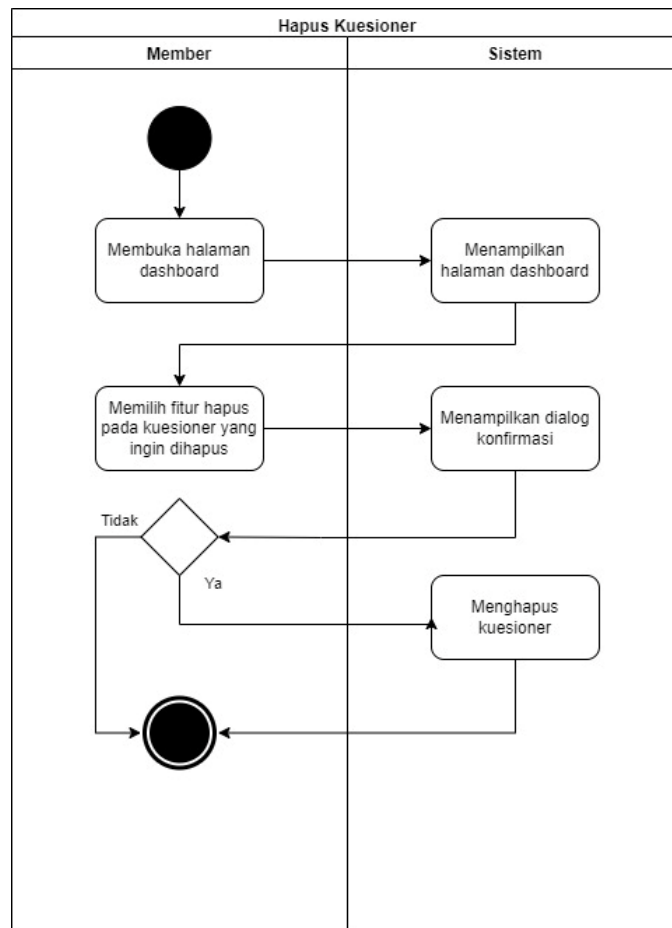 Hapus Kuesioner
Member
Sistem
Membuka halaman
dashboard
Menampilkan
halaman dashboard
Memilih fitur hapus
pada kuesioner yang
ingin dihapus
Menampilkan dialog
konfirmasi
Tidak
Ya
Menghapus
kuesioner